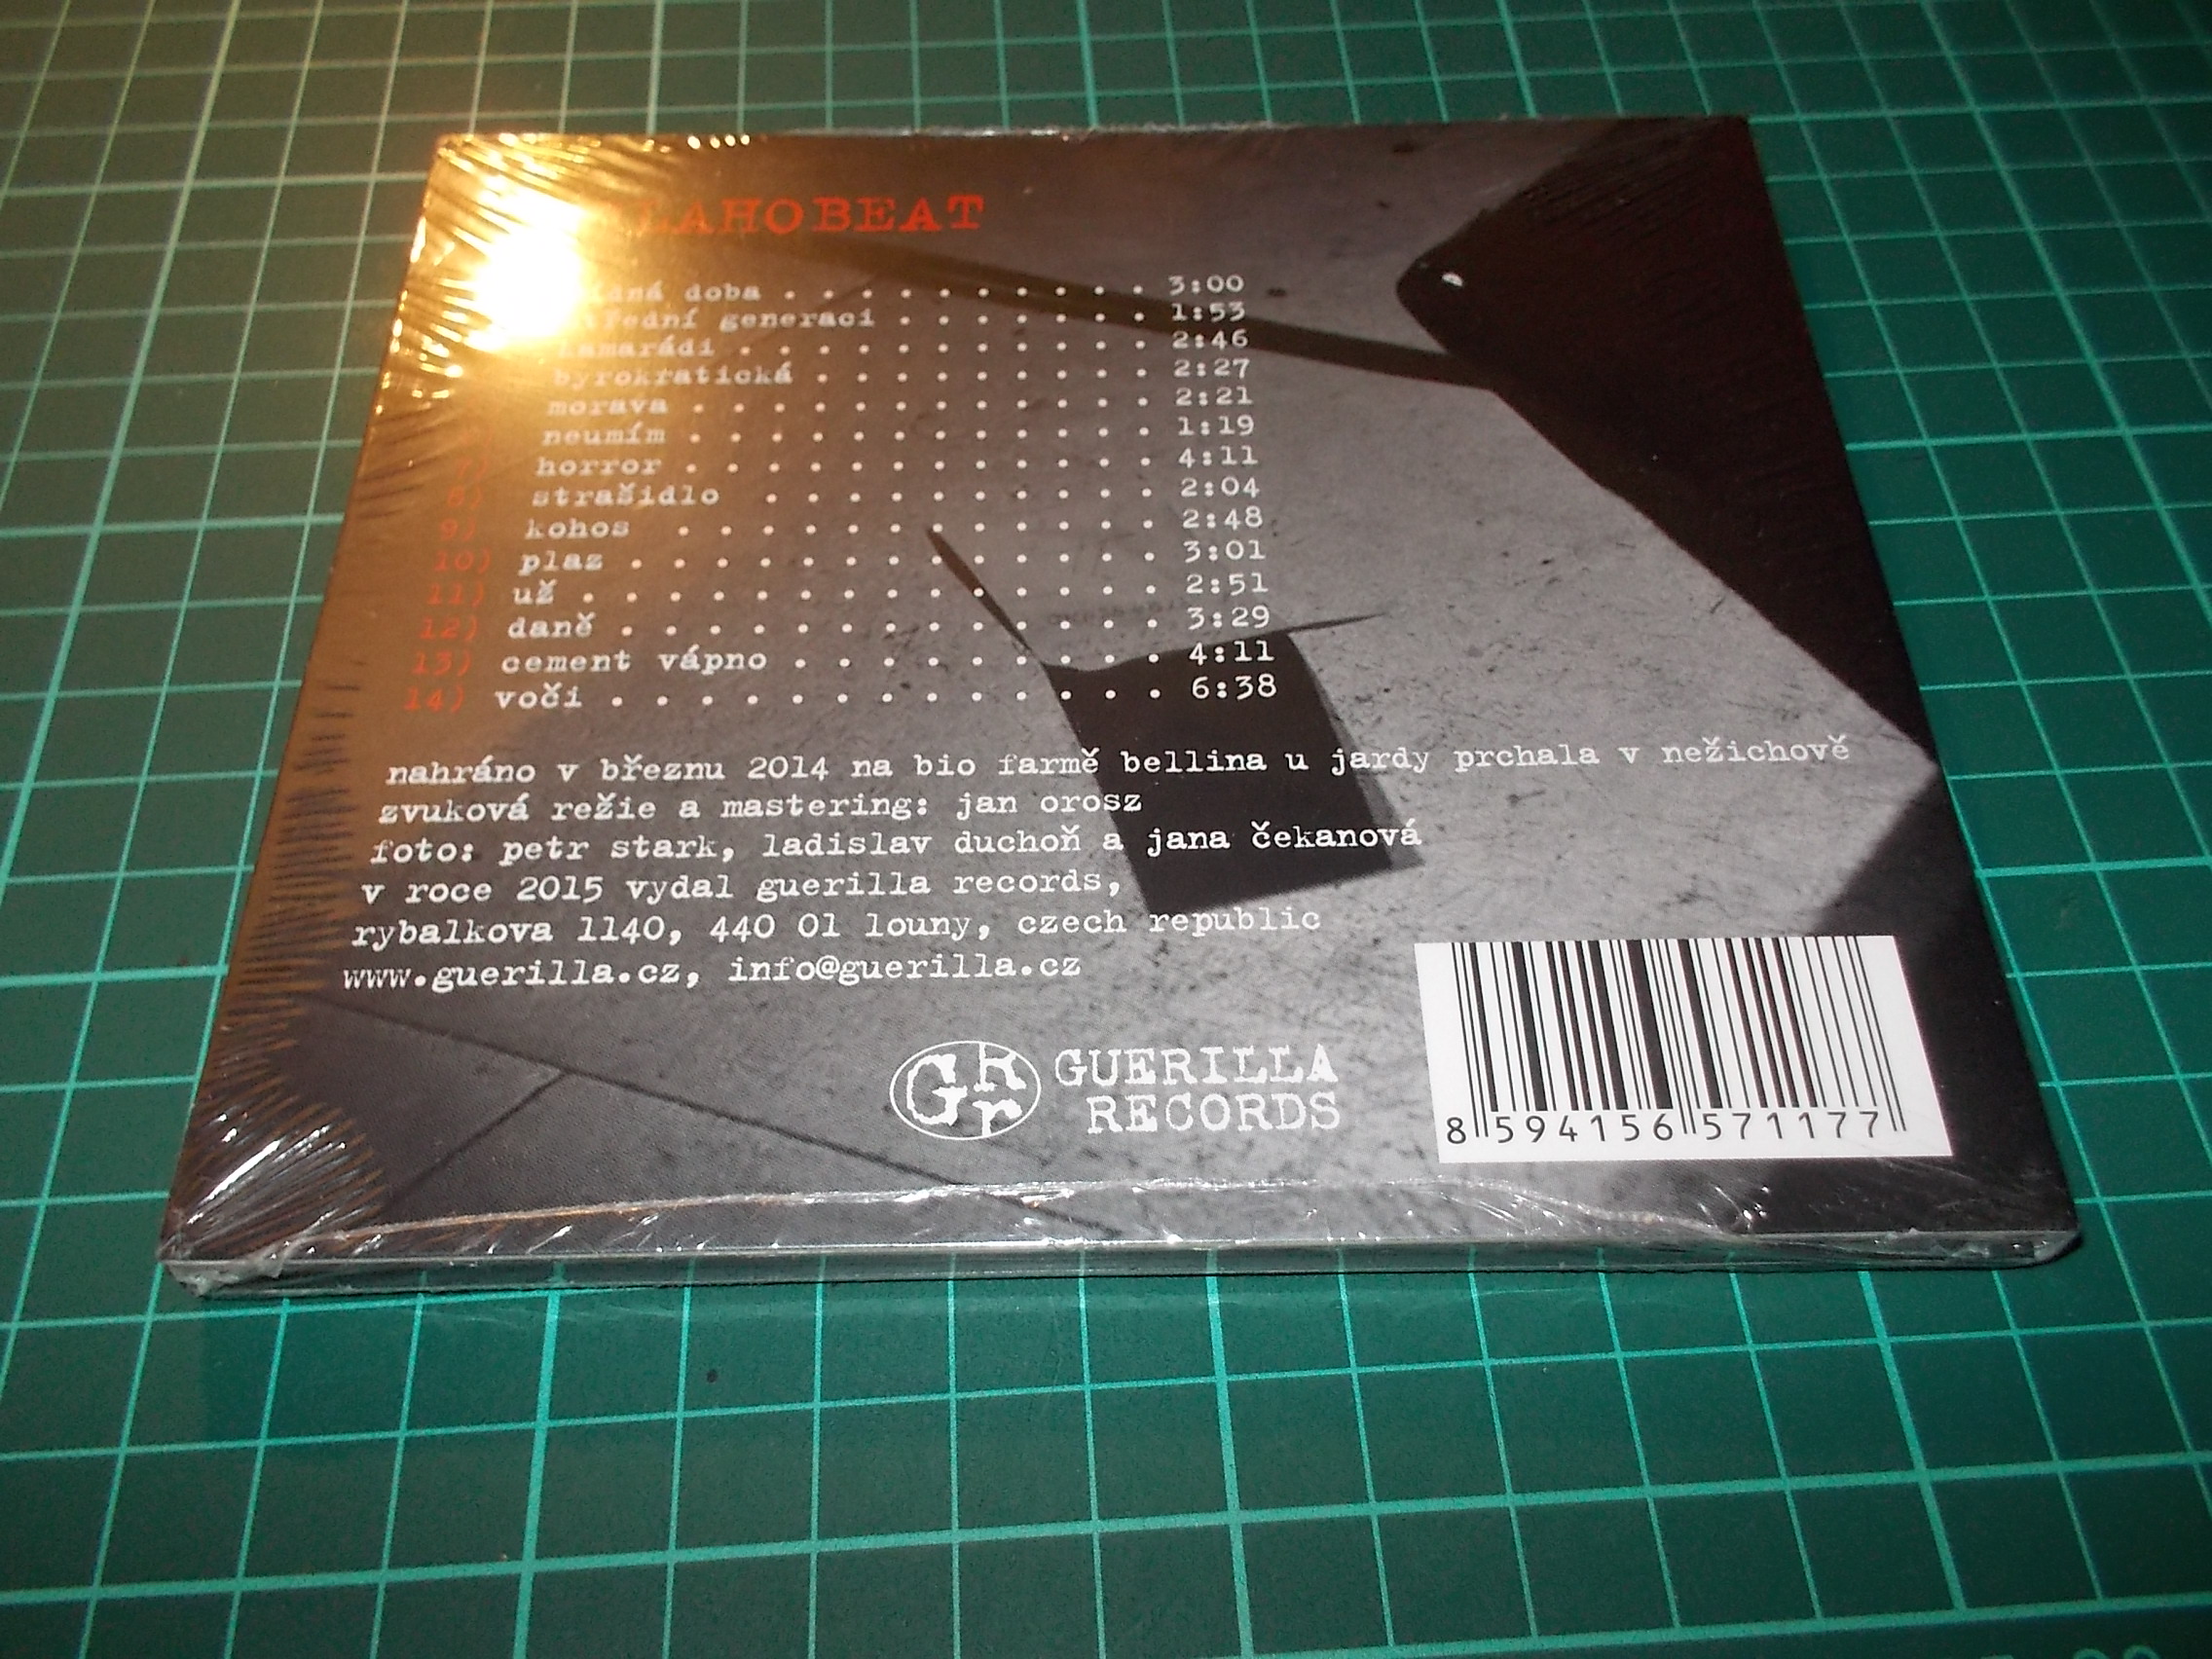 LAHOBEAT
doba . . . . . . . . . . 3:00
generaci . . . . . . . 1:53
kamarádi . . . . . . . . . . . 2:46
byrokratická . . . . . . . . . 2:27
morava . . . . . . . . . . . . 2:21
neumím . . . . . . . . . . . . 1:19
7) horror . . . . . . . . . . . . 4:11
8) strašidlo . . . . . . . . . . 2:04
9) kohos . . . . . . . . . . . . 2:48
10) plaz . . . . . . . . . . . . . 3:01
11) už . . . . . . . . . . . . . . 2:51
12) daně . . . . . . . . . . . . . 3:29
13) cement vápno . . . . . . . . . 4:11
14) voči . . . . . . . . . . . . . 6:38
nahráno v březnu 2014 na bio farmě bellina u jardy prchala v nežichově
zvuková režie a mastering: jan orosz
foto: petr stark, ladislav duchoň a jana čekanová
v roce 2015 vydal guerilla records,
rybalkova 1140, 440 01 louny, czech republic
www.guerilla.cz, info@guerilla.cz
GRr GUERILLA
RECORDS
8 594156 571177